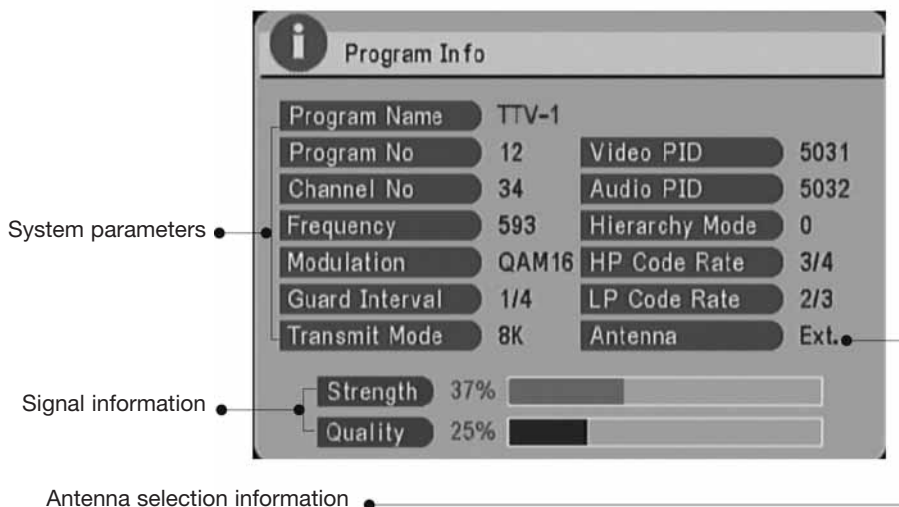 i Program Info
Program Name TTV-1
Program No 12 Video PID 5031
Channel No 34 Audio PID 5032
System parameters Frequency 593 Hierarchy Mode 0
Modulation QAM16 HP Code Rate 3/4
Guard Interval 1/4 LP Code Rate 2/3
Transmit Mode 8K Antenna Ext.
Signal information Strength 37%
Quality 25%
Antenna selection information